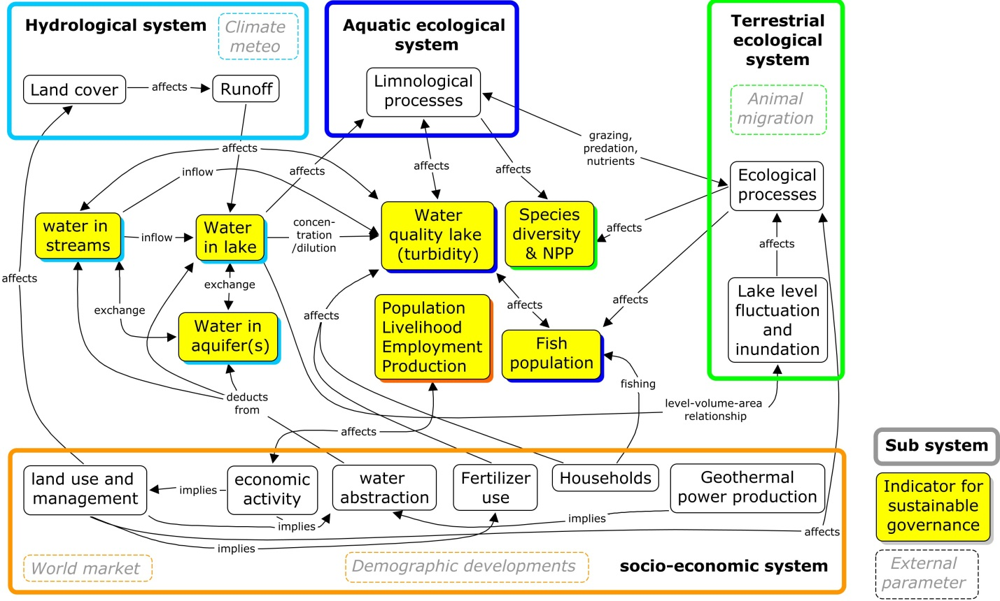 Hydrological system
Climate
meteo
Land cover
affects
Runoff
Aquatic ecological
system
Limnological
processes
Terrestrial
ecological
system
Animal
migration
grazing,
predation,
nutrients
affects
inflow
affects
affects
affects
Ecological
processes
water in
streams
inflow
Water
in lake
concen-
tration
/dilution
Water
quality lake
(turbidity)
Species
diversity
& NPP
affects
affects
affects
exchange
exchange
Water in
aquifer(s)
affects
Population
Livelihood
Employment
Production
affects
Fish
population
affects
Lake level
fluctuation
and
inundation
fishing
deducts
from
level-volume-area
relationship
affects
land use and
management
implies
economic
activity
water
abstraction
Fertilizer
use
Households
Geothermal
power production
implies
implies
implies
affects
World market
Demographic developments
socio-economic system
Sub system
Indicator for
sustainable
governance
External
parameter